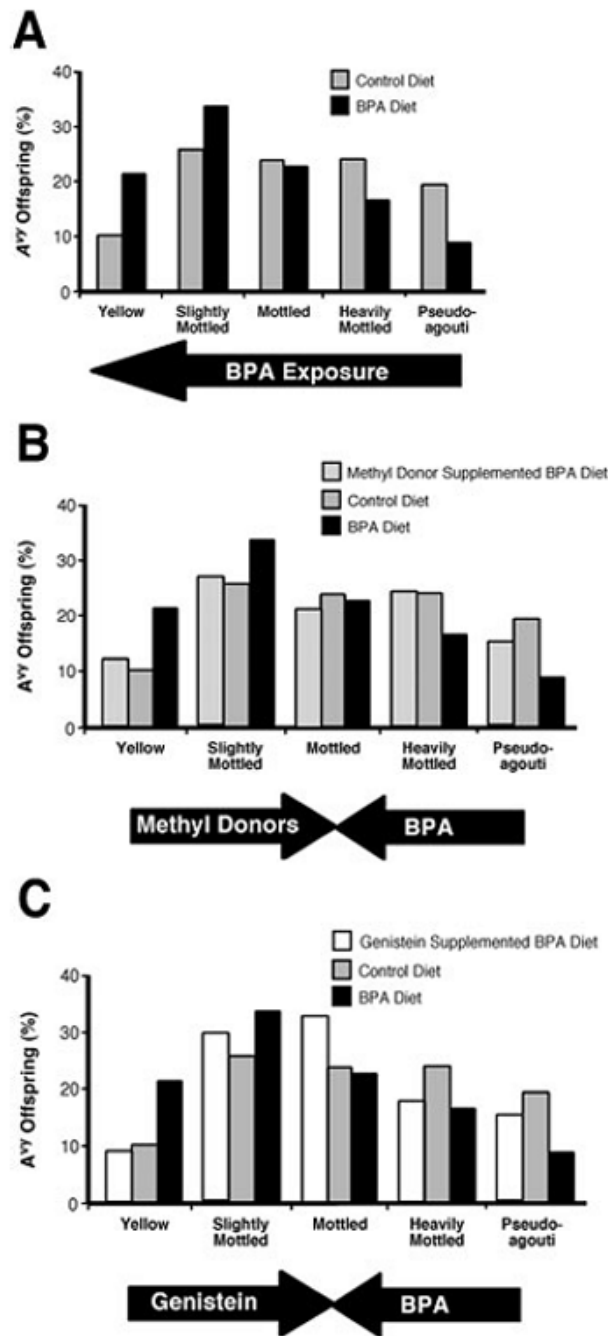 A
40
30
20
10
0
A^vy Offspring (%)
Control Diet
BPA Diet
Yellow
Slightly Mottled
Mottled
Heavily Mottled
Pseudo-agouti
BPA Exposure
B
Methyl Donor Supplemented BPA Diet
Control Diet
BPA Diet
40
30
20
10
0
A^vy Offspring (%)
Yellow
Slightly Mottled
Mottled
Heavily Mottled
Pseudo-agouti
Methyl Donors
BPA
C
Genistein Supplemented BPA Diet
Control Diet
BPA Diet
40
30
20
10
0
A^vy Offspring (%)
Yellow
Slightly Mottled
Mottled
Heavily Mottled
Pseudo-agouti
Genistein
BPA